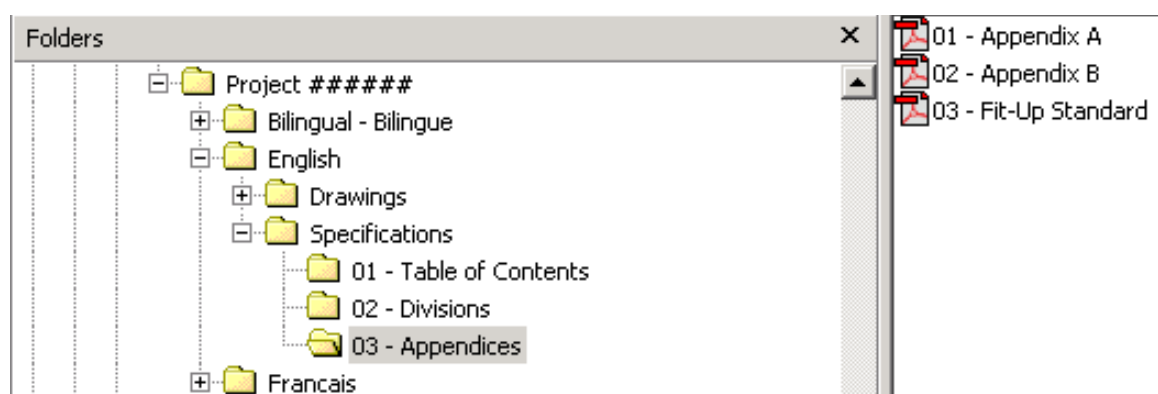 Folders
Project ######
Bilingual - Bilingue
English
Drawings
Specifications
01 - Table of Contents
02 - Divisions
03 - Appendices
Francais
01 - Appendix A
02 - Appendix B
03 - Fit-Up Standard